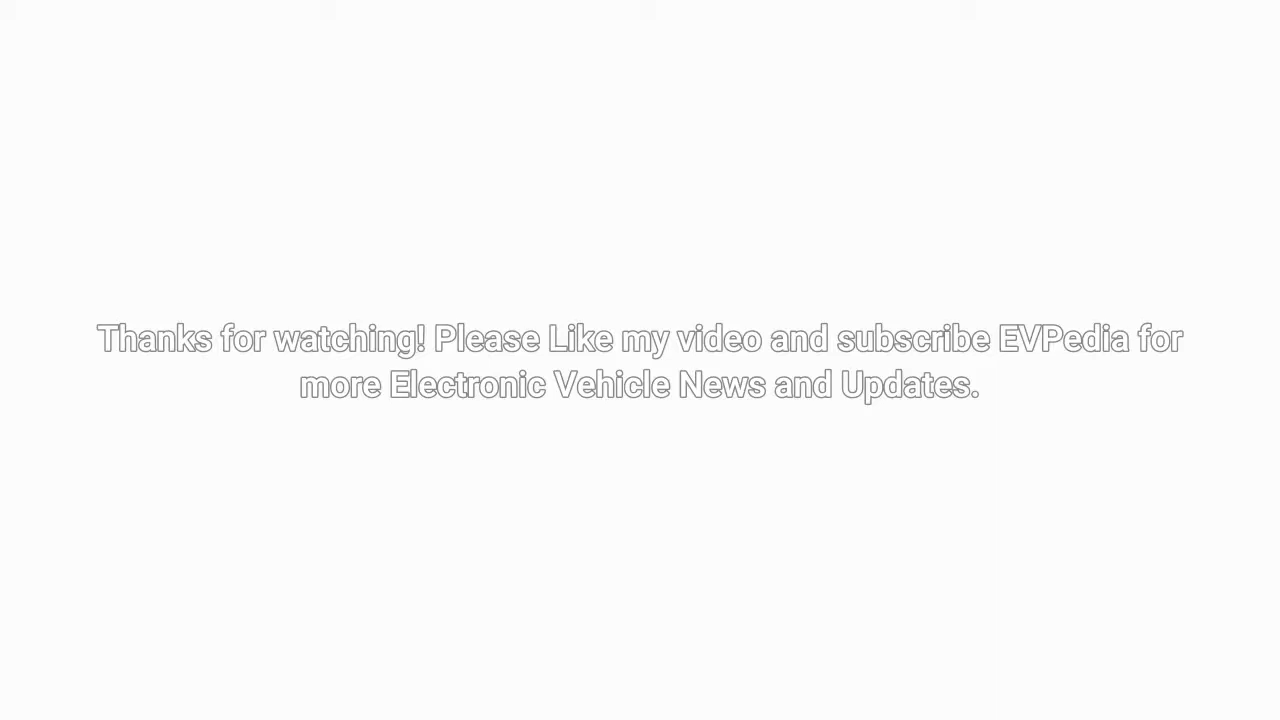 Thanks for watching! Please Like my video and subscribe EVPedia for
more Electronic Vehicle News and Updates.